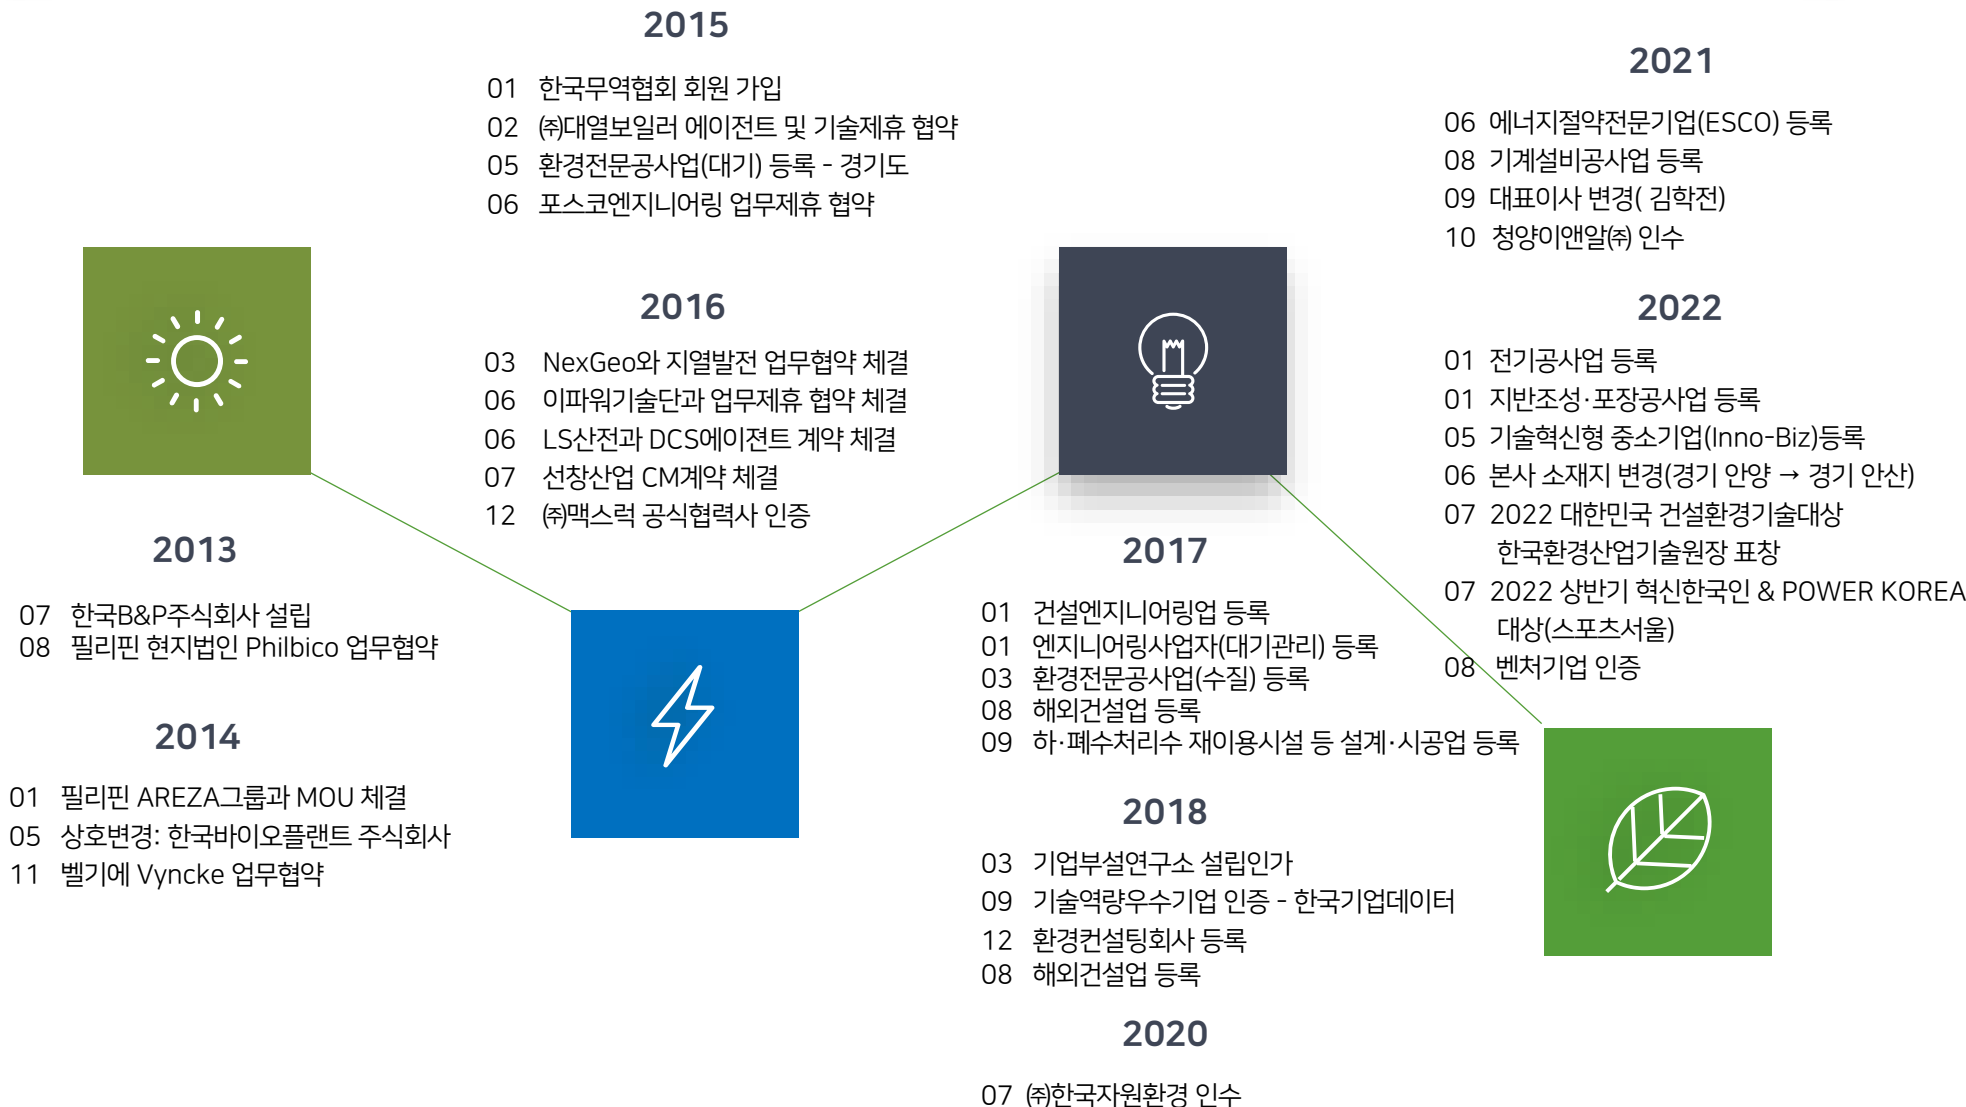 2013
07 한국B&P주식회사 설립
08 필리핀 현지법인 Philbico 업무협약
2014
01 필리핀 AREZA그룹과 MOU 체결
05 상호변경: 한국바이오플랜트 주식회사
11 벨기에 Vyncke 업무협약
2015
01 한국무역협회 회원 가입
02 ㈜대열보일러 에이전트 및 기술제휴 협약
05 환경전문공사업(대기) 등록 - 경기도
06 포스코엔지니어링 업무제휴 협약
2016
03 NexGeo와 지열발전 업무협약 체결
06 이파워기술단과 업무제휴 협약 체결
06 LS산전과 DCS에이젼트 계약 체결
07 선창산업 CM계약 체결
12 ㈜맥스럭 공식협력사 인증
2017
01 건설엔지니어링업 등록
01 엔지니어링사업자(대기관리) 등록
03 환경전문공사업(수질) 등록
08 해외건설업 등록
09 하·폐수처리수 재이용시설 등 설계·시공업 등록
2018
03 기업부설연구소 설립인가
09 기술역량우수기업 인증 - 한국기업데이터
12 환경컨설팅회사 등록
08 해외건설업 등록
2020
07 ㈜한국자원환경 인수
2021
06 에너지절약전문기업(ESCO) 등록
08 기계설비공사업 등록
09 대표이사 변경( 김학전)
10 청양이앤알㈜ 인수
2022
01 전기공사업 등록
01 지반조성·포장공사업 등록
05 기술혁신형 중소기업(Inno-Biz)등록
06 본사 소재지 변경(경기 안양 → 경기 안산)
07 2022 대한민국 건설환경기술대상
한국환경산업기술원장 표창
07 2022 상반기 혁신한국인 & POWER KOREA
대상(스포츠서울)
08 벤처기업 인증